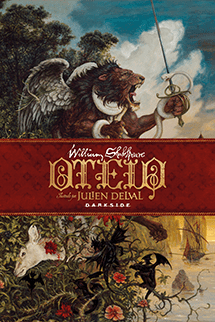 William Shakespeare
OTELO
JULIEN DELVAL
DARKSIDE